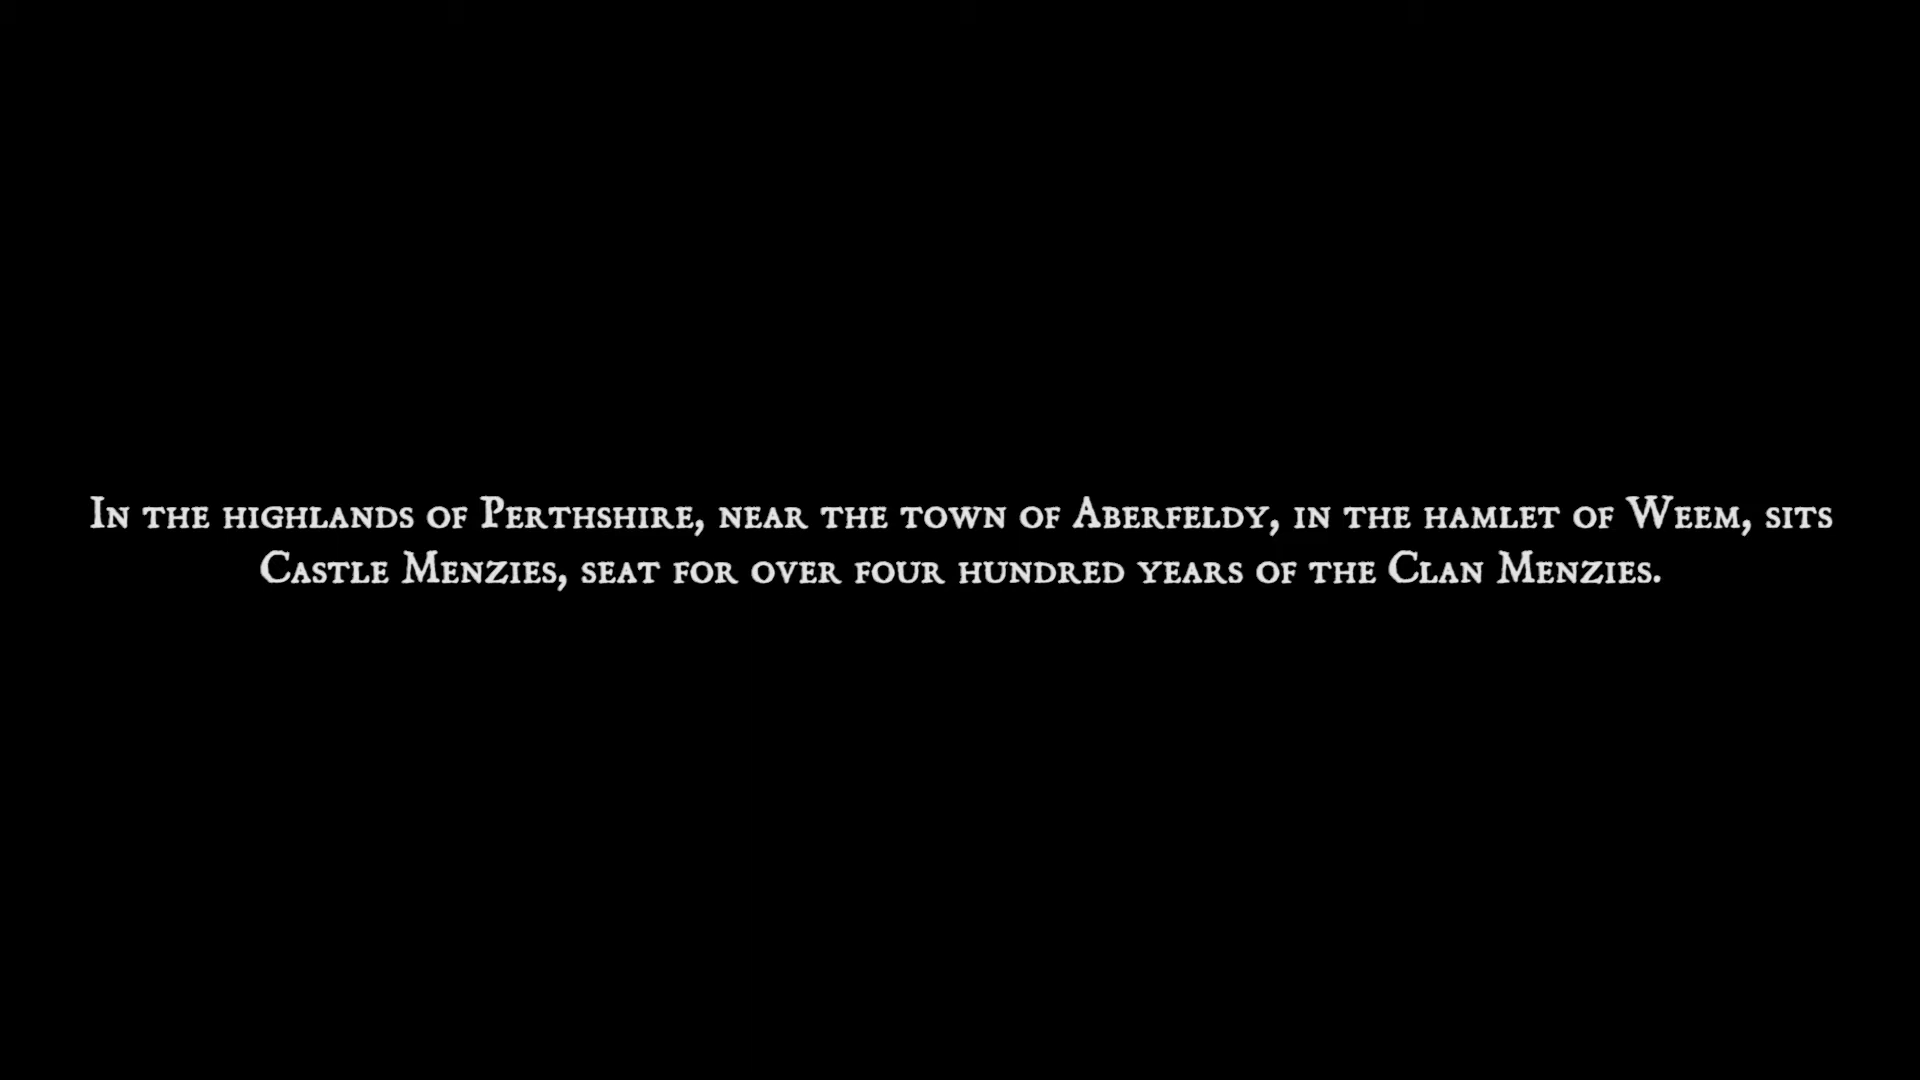 In the highlands of Perthshire, near the town of Aberfeldy, in the hamlet of Weem, sits
Castle Menzies, seat for over four hundred years of the Clan Menzies.